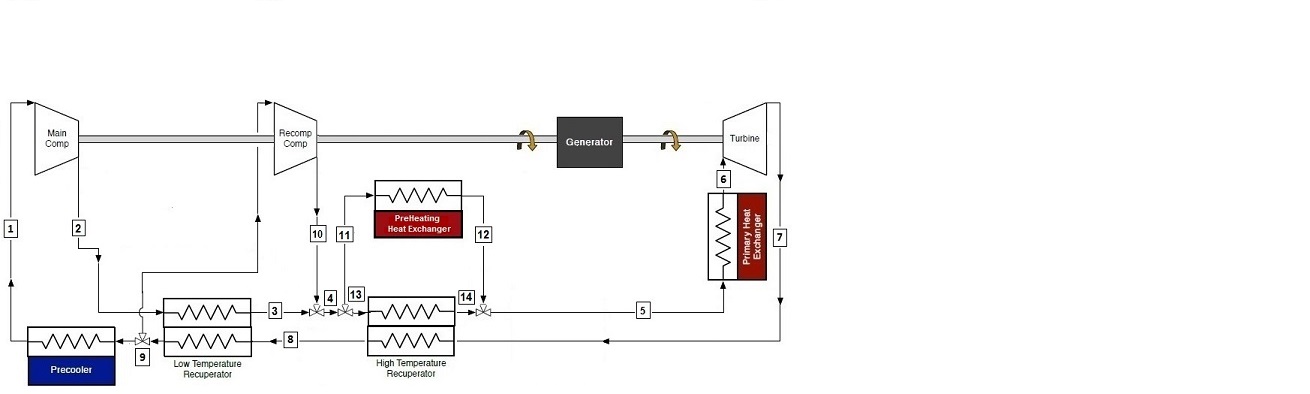 Main
Comp
Recomp
Comp
Generator
Turbine
6
PreHeating
Heat Exchanger
Primary Heat
Exchanger
1
2
10
11
12
7
4
13
14
3
5
8
9
Precooler
Low Temperature
Recuperator
High Temperature
Recuperator